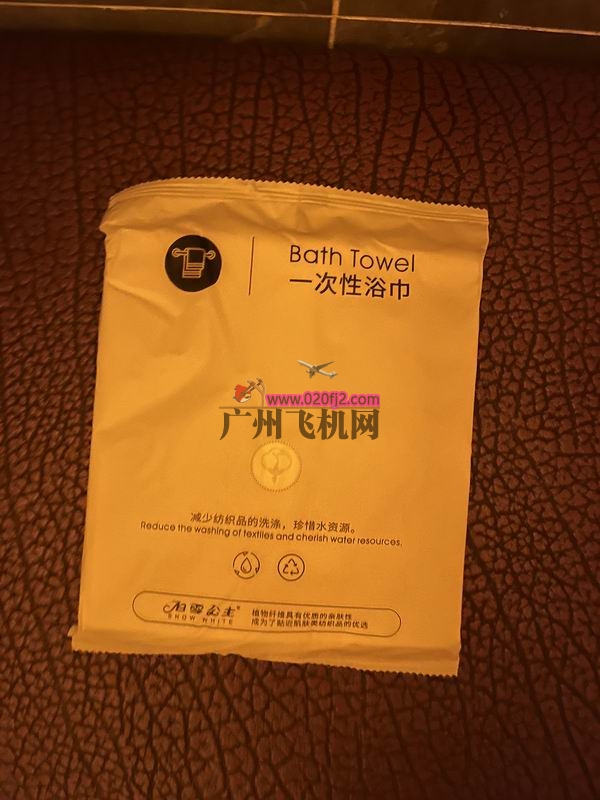 Bath Towel
一次性浴巾
www.020fj2.com
广州飞机网
减少纺织品的洗涤，珍惜水资源。
Reduce the washing of textiles and cherish water resources.
白雪公主®
SNOW WHITE
植物纤维具有优质的亲肤性
成为了贴近肌肤类纺织品的优选